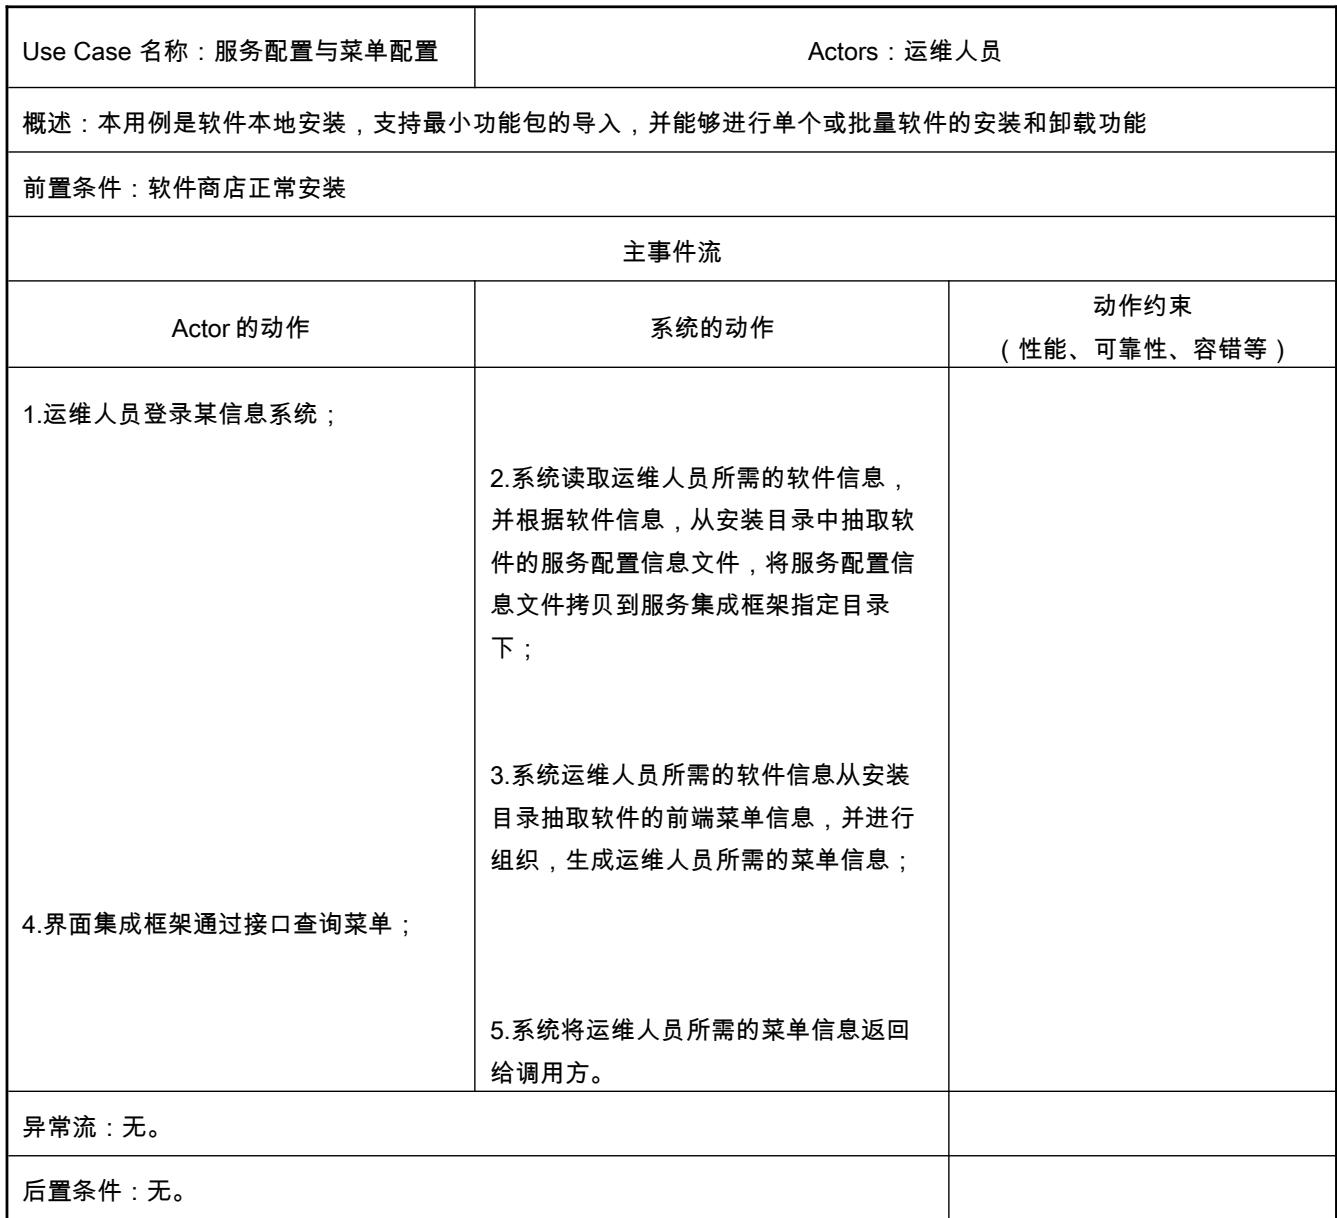 Use Case 名称：服务配置与菜单配置
Actors：运维人员
概述：本用例是软件本地安装，支持最小功能包的导入，并能够进行单个或批量软件的安装和卸载功能
前置条件：软件商店正常安装
主事件流
Actor 的动作
系统的动作
动作约束
（性能、可靠性、容错等）
1.运维人员登录某信息系统；
2.系统读取运维人员所需的软件信息，
并根据软件信息，从安装目录中抽取软
件的服务配置信息文件，将服务配置信
息文件拷贝到服务集成框架指定目录
下；
3.系统运维人员所需的软件信息从安装
目录抽取软件的前端菜单信息，并进行
组织，生成运维人员所需的菜单信息；
4.界面集成框架通过接口查询菜单；
5.系统将运维人员所需的菜单信息返回
给调用方。
异常流：无。
后置条件：无。